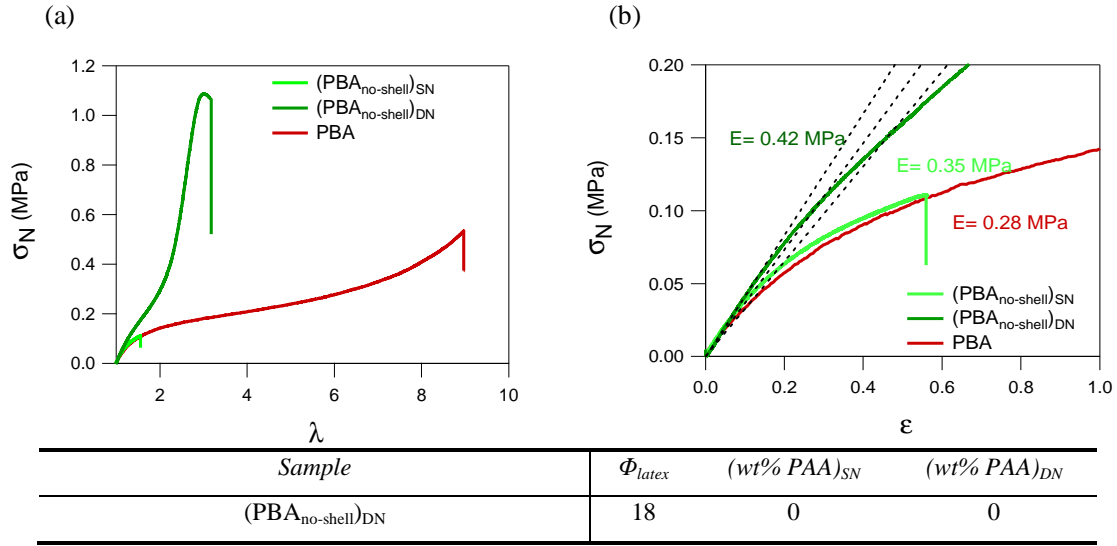 (a)
1.2
1.0
0.8
0.6
0.4
0.2
0.0
σN (MPa)
2
4
6
8
10
λ
(PBAno-shell)SN
(PBAno-shell)DN
PBA
(b)
0.20
0.15
0.10
0.05
0.00
σN (MPa)
0.0
0.2
0.4
0.6
0.8
1.0
ε
E= 0.42 MPa
E= 0.35 MPa
E= 0.28 MPa
(PBAno-shell)SN
(PBAno-shell)DN
PBA
Sample Φlatex (wt% PAA)SN (wt% PAA)DN
(PBAno-shell)DN 18 0 0